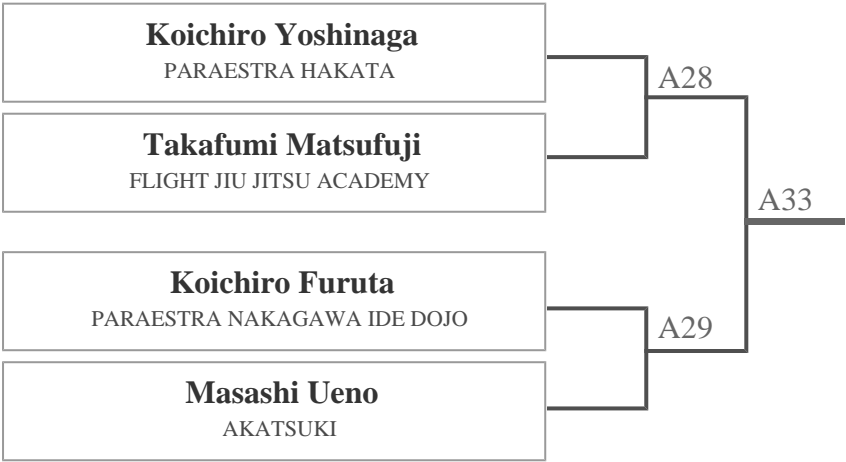 Koichiro Yoshinaga
PARAESTRA HAKATA
A28
Takafumi Matsufuji
FLIGHT JIU JITSU ACADEMY
A33
Koichiro Furuta
PARAESTRA NAKAGAWA IDE DOJO
A29
Masashi Ueno
AKATSUKI